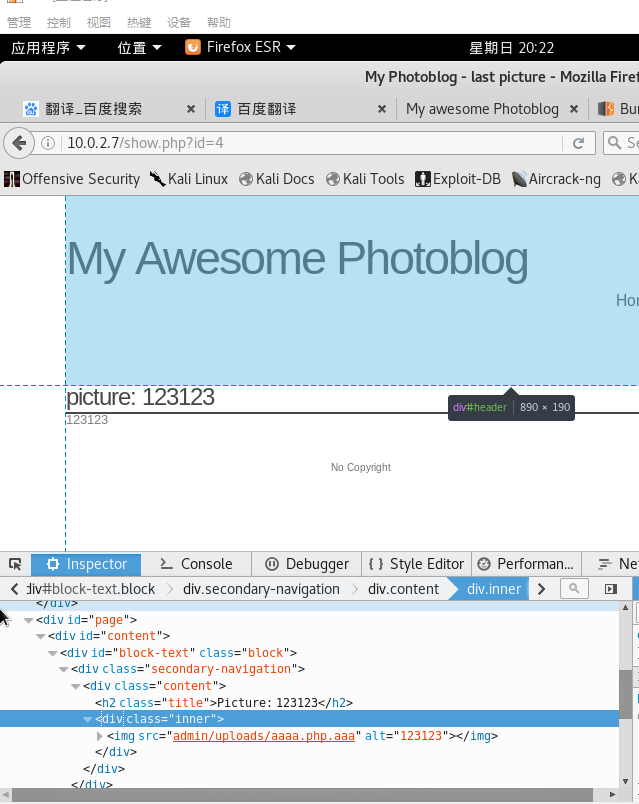 管理 控制 视图 热键 设备 帮助
应用程序 位置 Firefox ESR 星期日 20:22
My Photoblog - last picture - Mozilla Firef
翻译_百度搜索 × 译 百度翻译 × My awesome Photoblog × Bur
10.0.2.7/show.php?id=4 Se
Offensive Security Kali Linux Kali Docs Kali Tools Exploit-DB Aircrack-ng Ka
My Awesome Photoblog
Hor
picture: 123123
div#header 890 × 190
123123
No Copyright
Inspector Console Debugger { } Style Editor Performan... Ne
div#block-text.block div.secondary-navigation div.content div.inner
</div>
<div id="page">
<div id="content">
<div id="block-text" class="block">
<div class="secondary-navigation">
<div class="content">
<h2 class="title">Picture: 123123</h2>
<div class="inner">
<img src="admin/uploads/aaaa.php.aaa" alt="123123"></img>
</div>
</div>
</div>